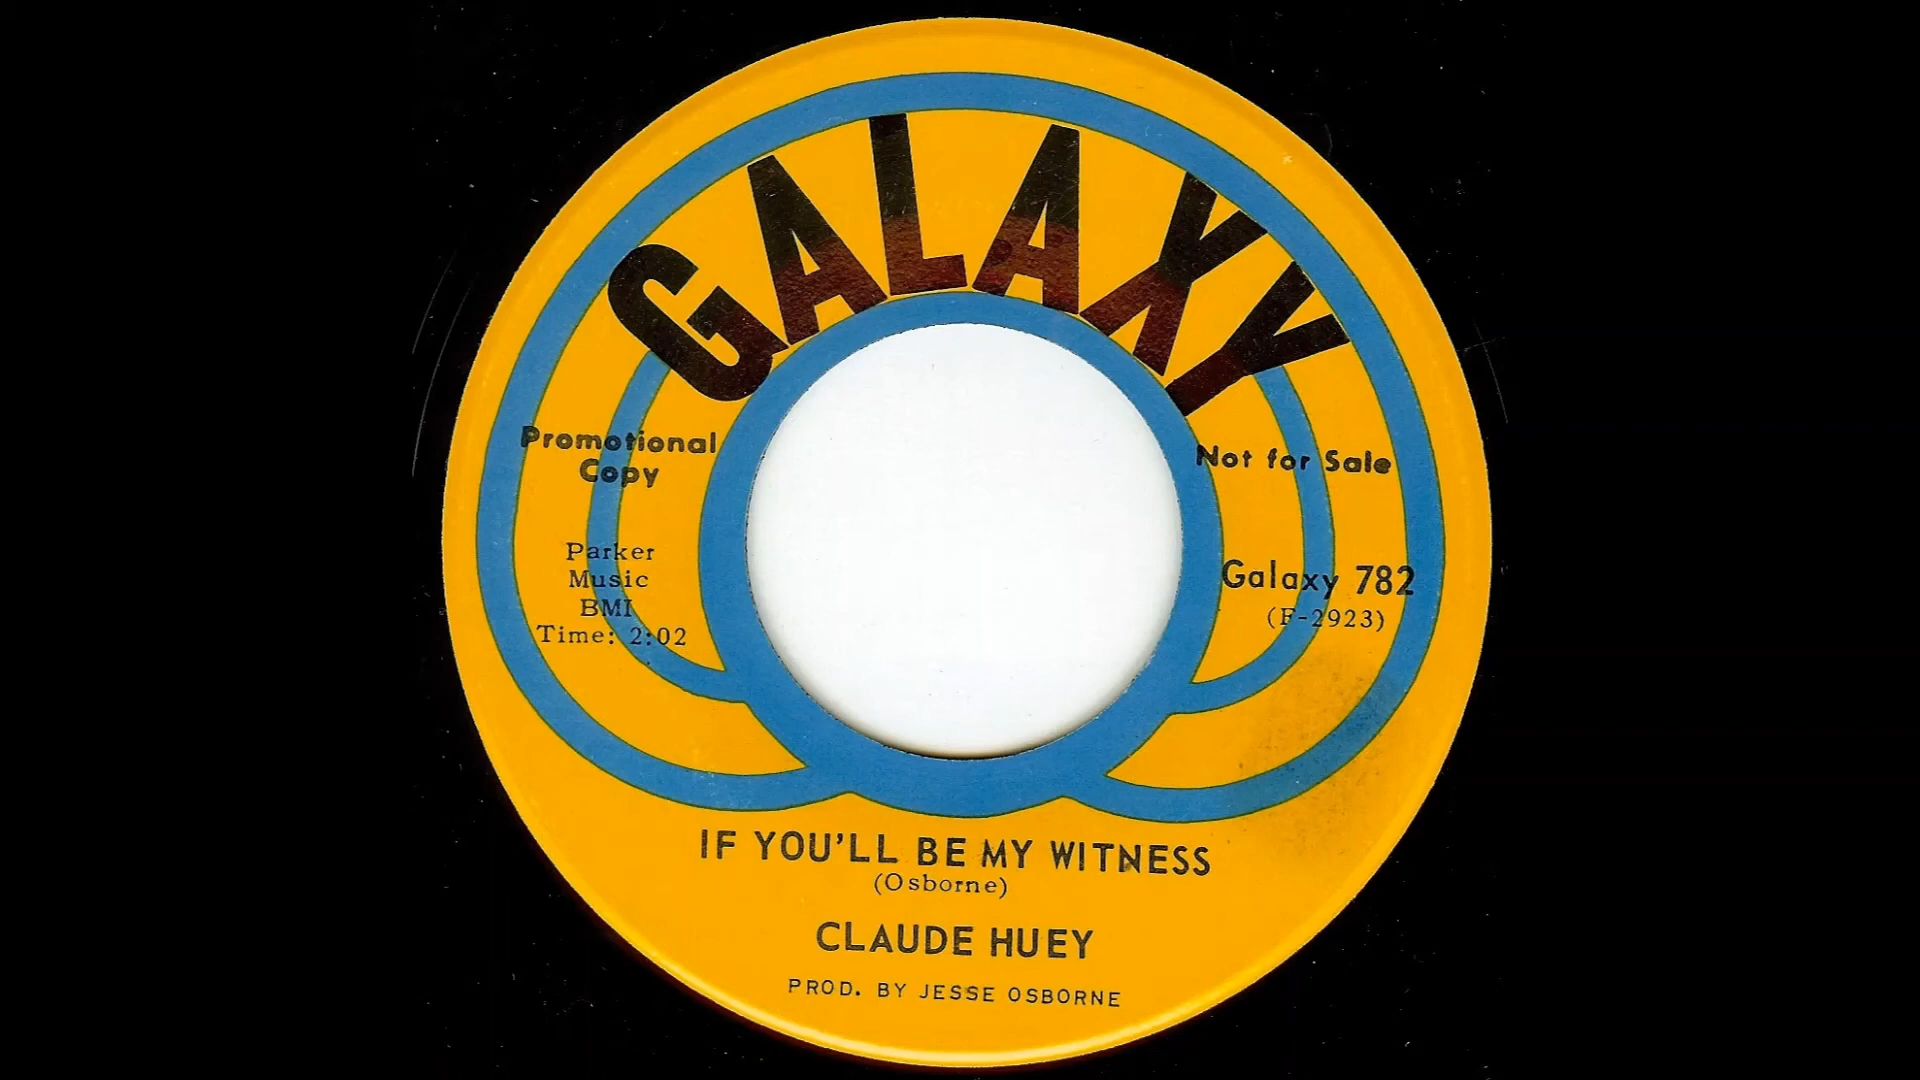 GALAXY
Promotional
Copy
Not for Sale
Parker
Music
BMI
Time: 2:02
Galaxy 782
(F-2923)
IF YOU'LL BE MY WITNESS
(Osborne)
CLAUDE HUEY
PROD. BY JESSE OSBORNE